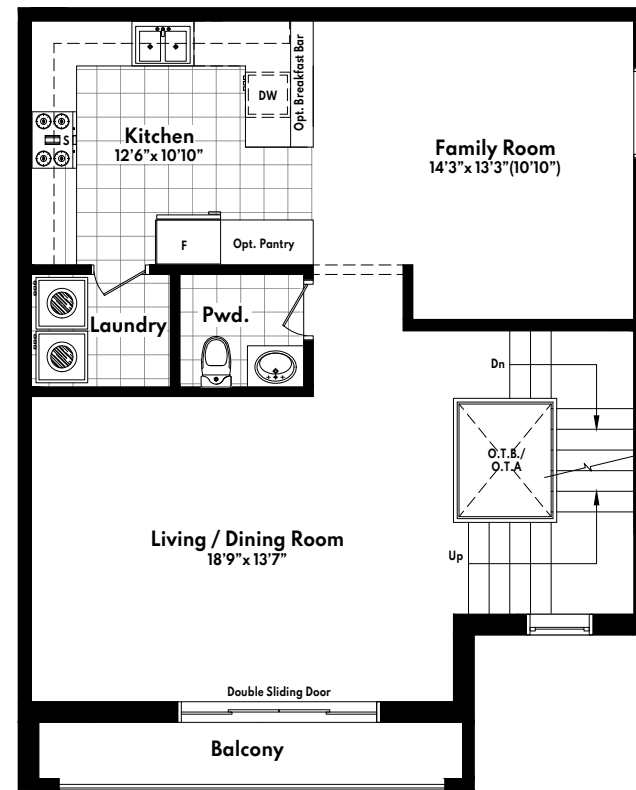 Opt. Breakfast Bar
DW
Kitchen
12'6"x 10'10"
S
Family Room
14'3"x 13'3"(10'10")
F
Opt. Pantry
Laundry
Pwd.
Dn
O.T.B./
O.T.A
Living / Dining Room
18'9"x 13'7"
Up
Double Sliding Door
Balcony